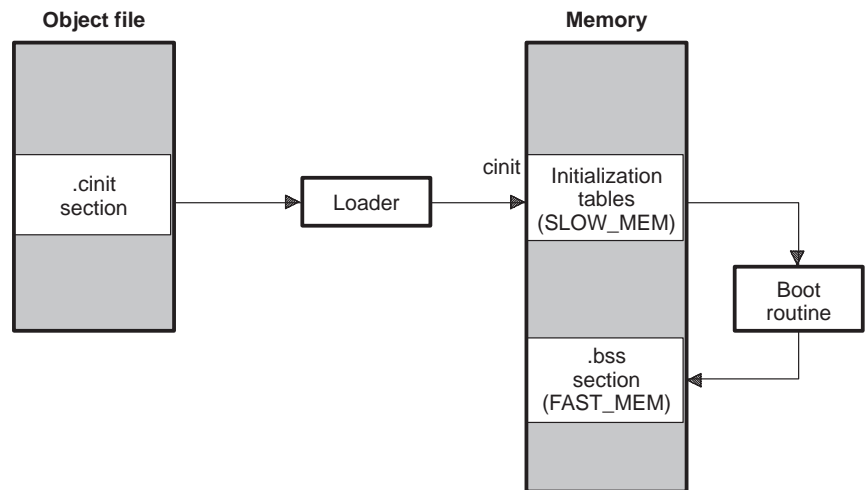 Object file
Memory
.cinit
section
Loader
cinit
Initialization
tables
(SLOW_MEM)
Boot
routine
.bss
section
(FAST_MEM)